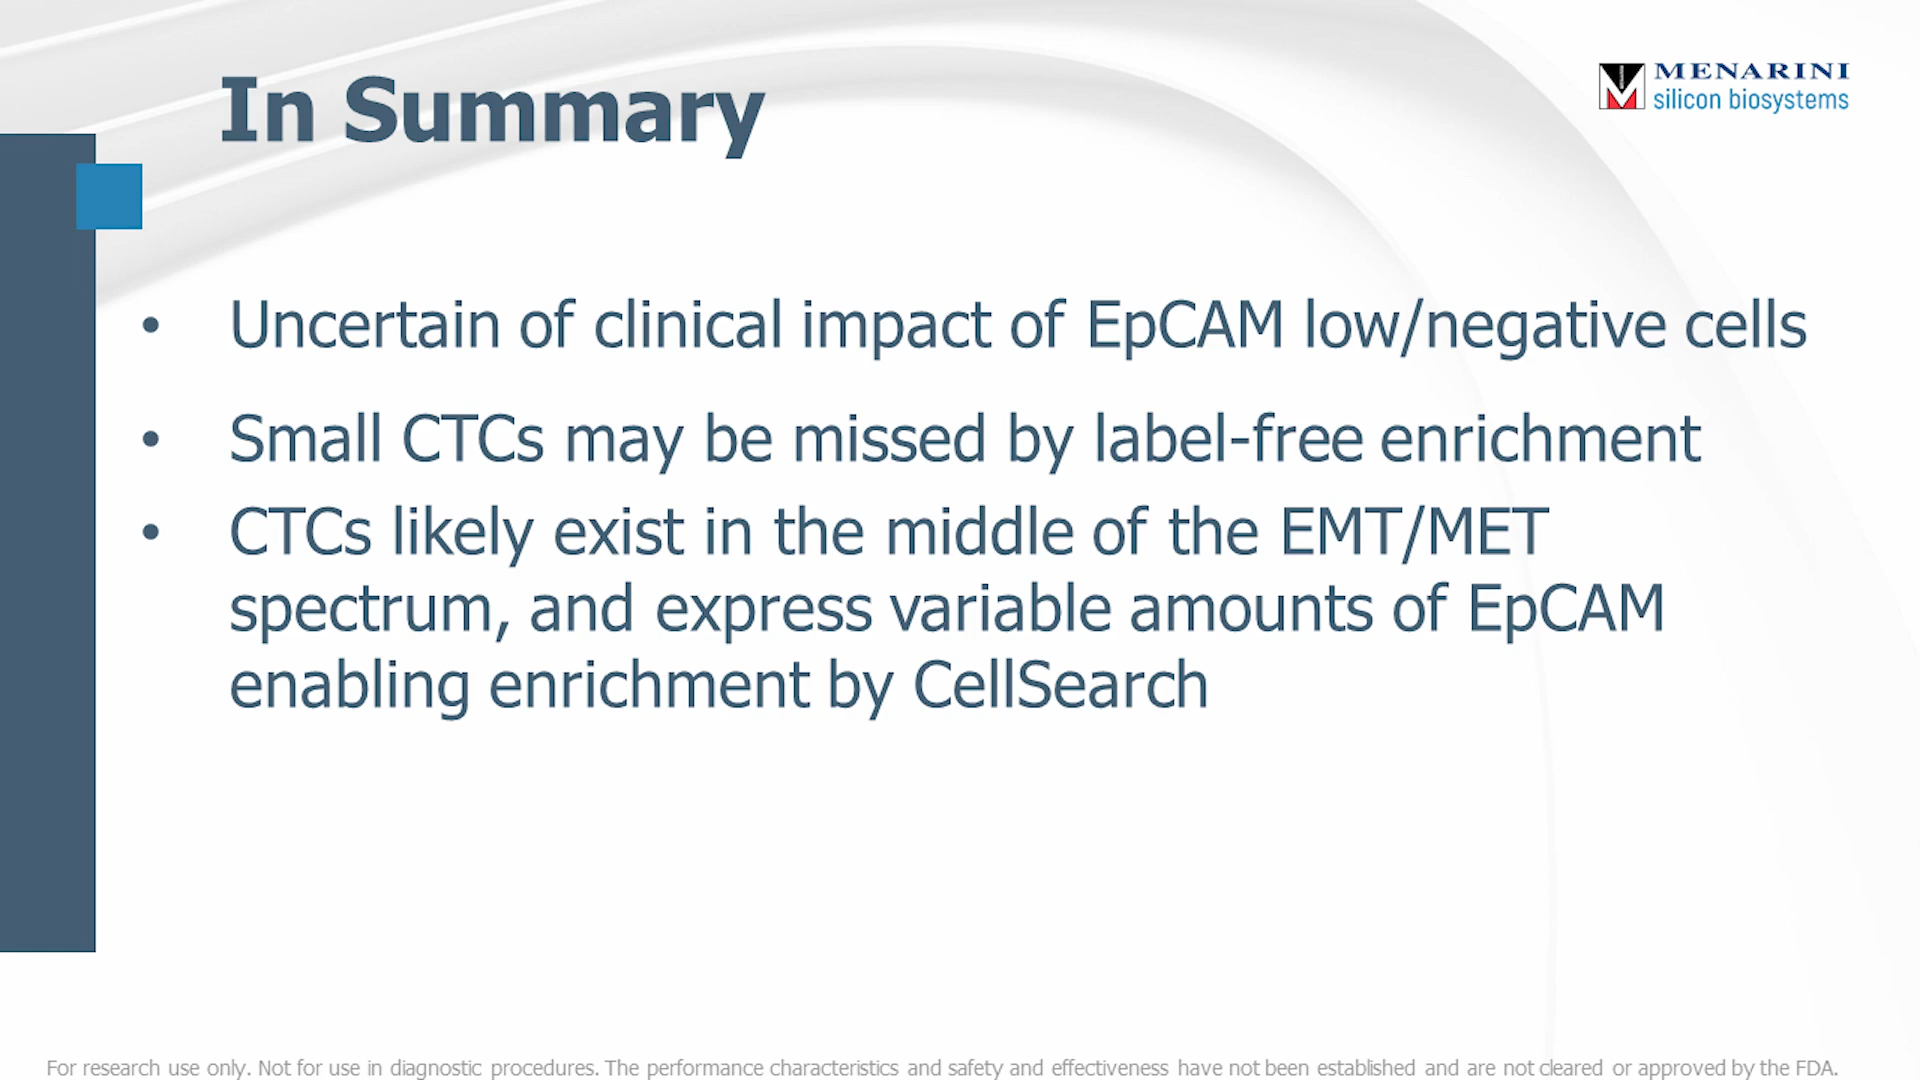 In Summary
MENARINI
silicon biosystems
• Uncertain of clinical impact of EpCAM low/negative cells
• Small CTCs may be missed by label-free enrichment
• CTCs likely exist in the middle of the EMT/MET
spectrum, and express variable amounts of EpCAM
enabling enrichment by CellSearch
For research use only. Not for use in diagnostic procedures. The performance characteristics and safety and effectiveness have not been established and are not cleared or approved by the FDA.